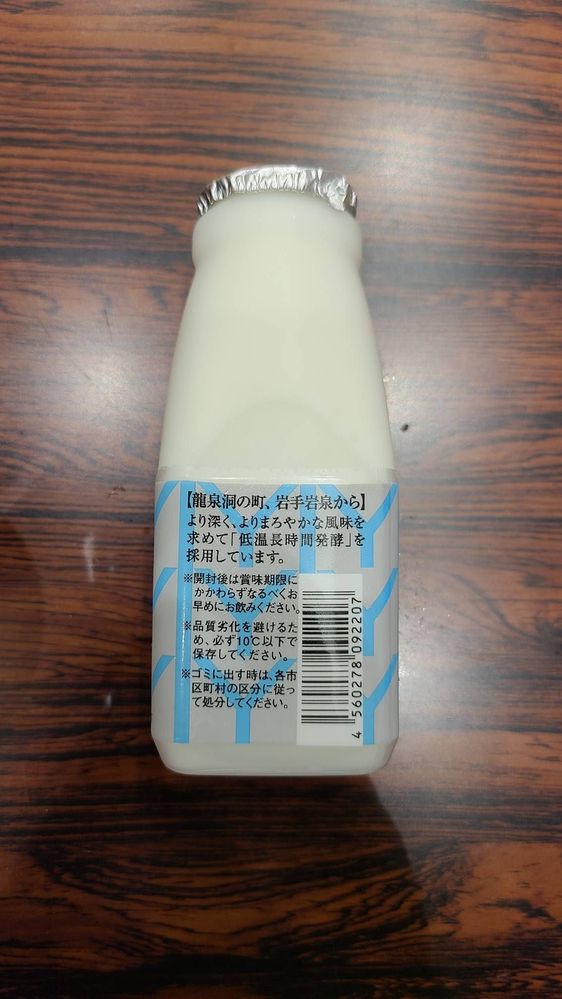 【龍泉洞の町、岩手岩泉から】
より深く、よりまろやかな風味を
求めて「低温長時間発酵」を
採用しています。
※開封後は賞味期限に
かかわらずなるべくお
早めにお飲みください。
※品質劣化を避けるた
め、必ず10℃以下で
保存してください。
※ゴミに出す時は、各市
区町村の区分に従っ
て処分してください。
4 560278 092207